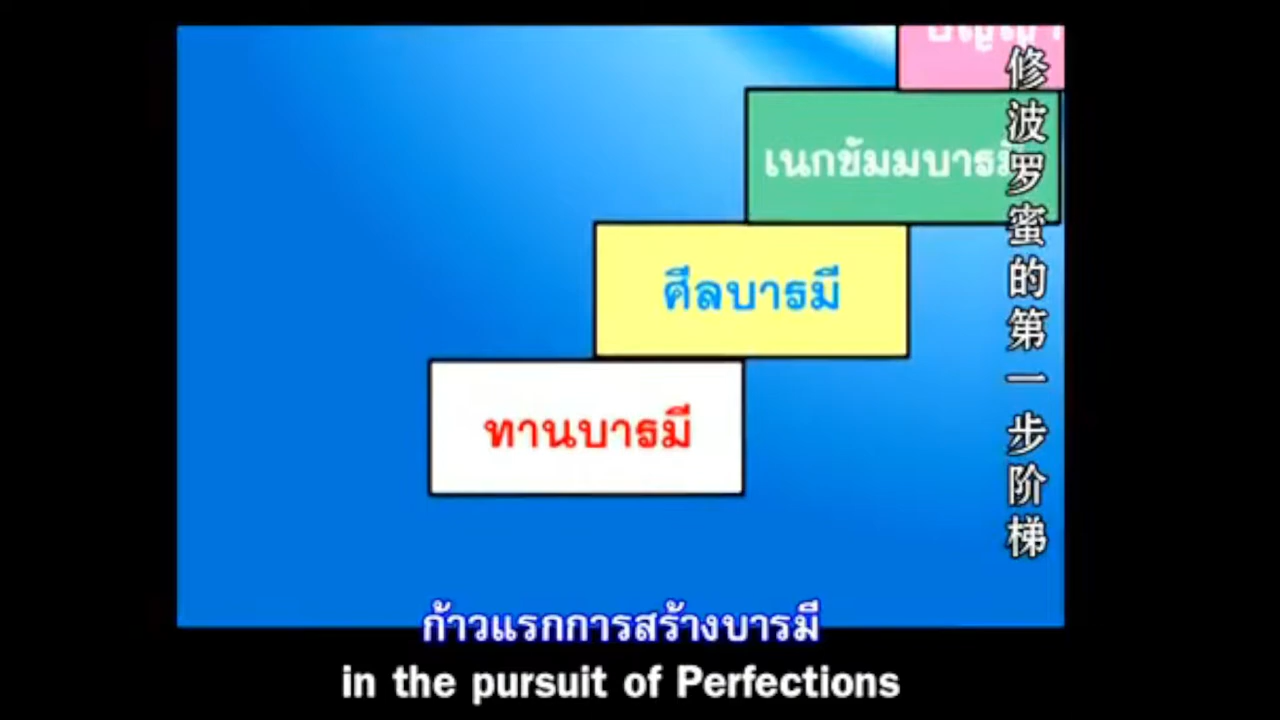 เนกขัมมบารมี
ศีลบารมี
ทานบารมี
修波罗蜜的第一步阶梯
ก้าวแรกการสร้างบารมี
in the pursuit of Perfections